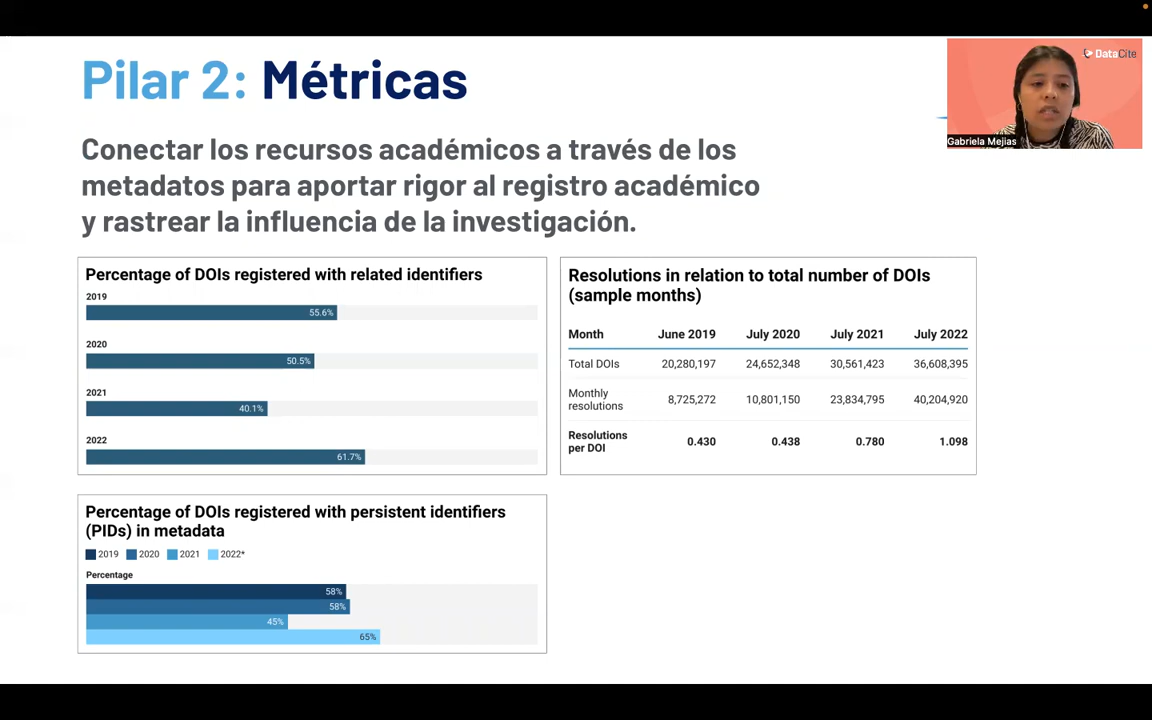 Pilar 2: Métricas
DataCite
Gabriela Mejias
Conectar los recursos académicos a través de los
metadatos para aportar rigor al registro académico
y rastrear la influencia de la investigación.
Percentage of DOIs registered with related identifiers
2019
55.6%
2020
50.5%
2021
40.1%
2022
61.7%
Resolutions in relation to total number of DOIs
(sample months)
Month June 2019 July 2020 July 2021 July 2022
Total DOIs 20,280,197 24,652,348 30,561,423 36,608,395
Monthly
resolutions 8,725,272 10,801,150 23,834,795 40,204,920
Resolutions
per DOI 0.430 0.438 0.780 1.098
Percentage of DOIs registered with persistent identifiers
(PIDs) in metadata
2019 2020 2021 2022*
Percentage
58%
58%
45%
65%